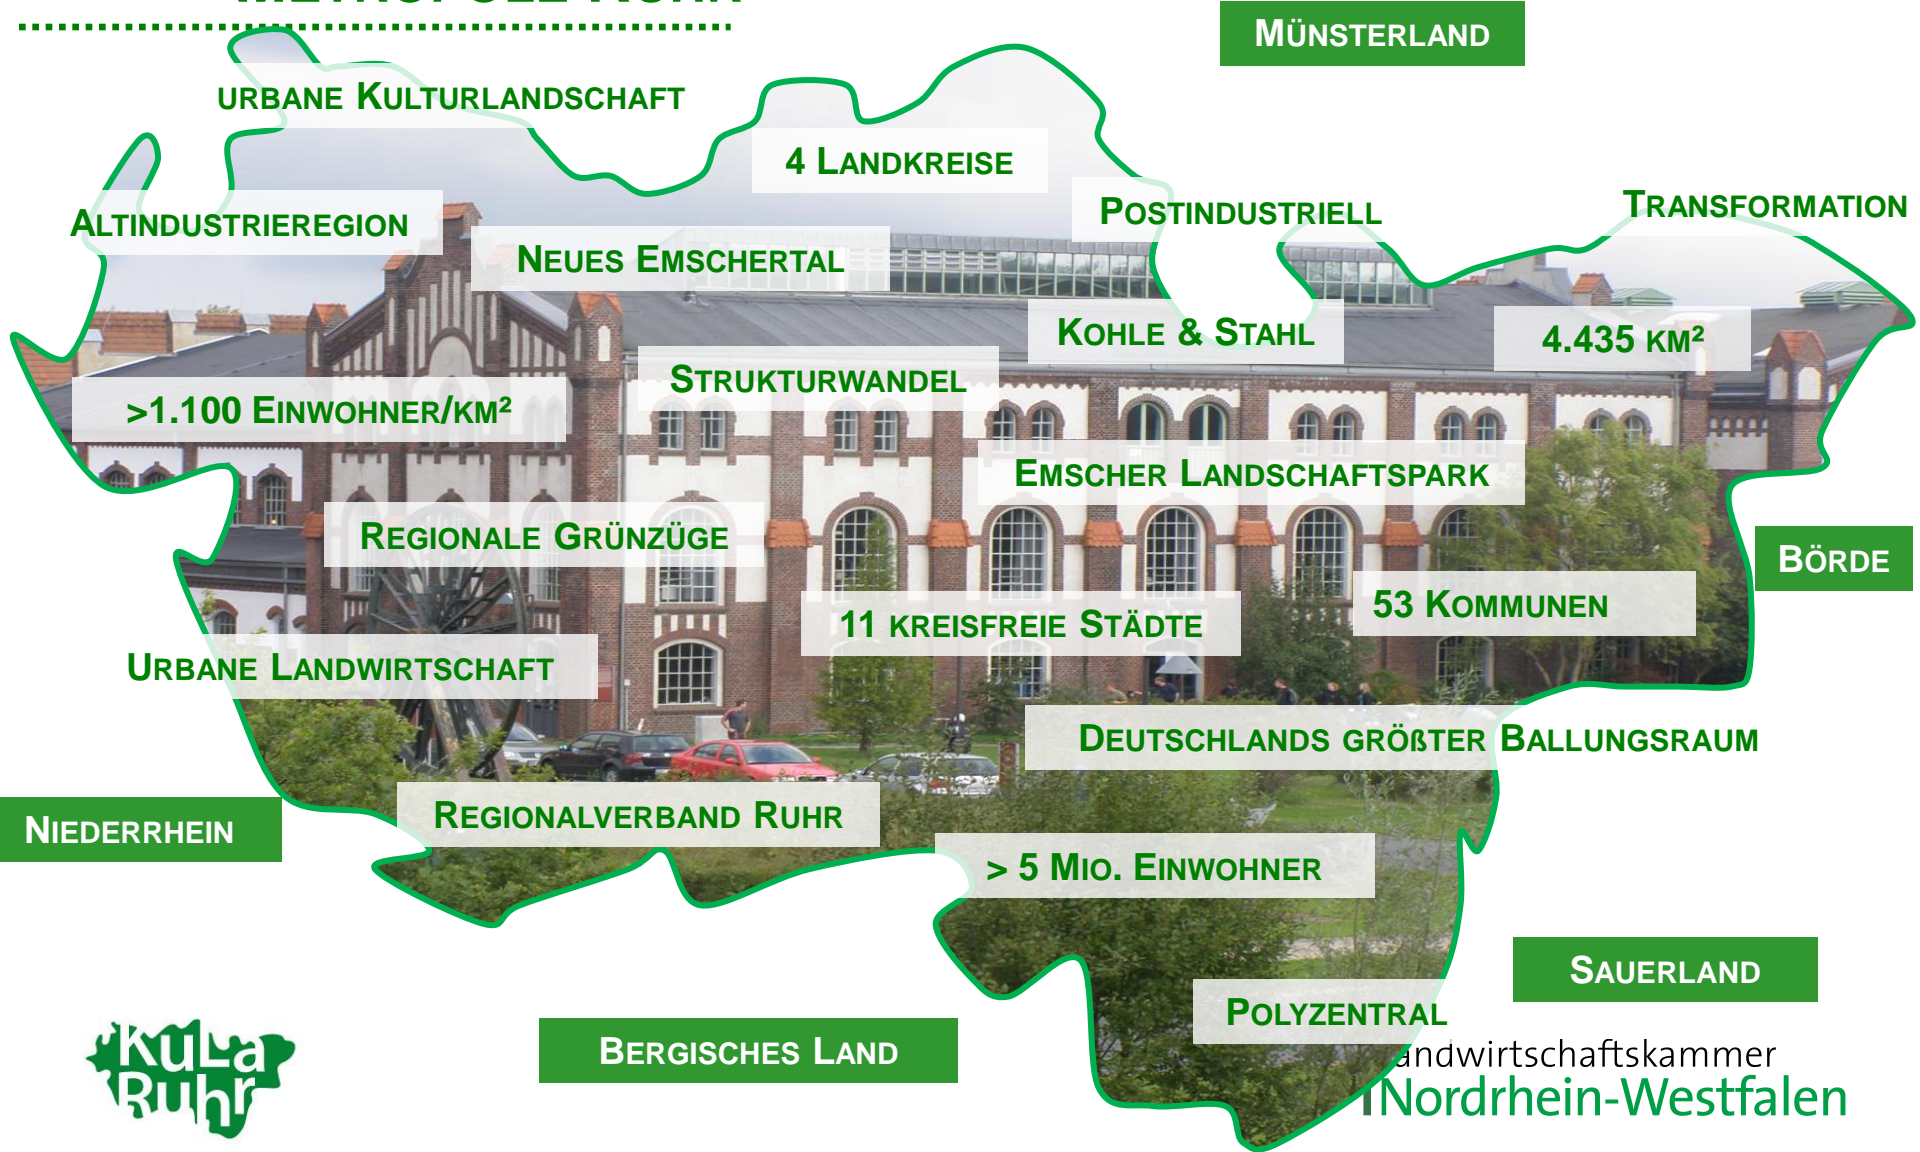 METROPOLE RUHR
MÜNSTERLAND
URBANE KULTURLANDSCHAFT
4 LANDKREISE
ALTINDUSTRIEREGION
POSTINDUSTRIELL
TRANSFORMATION
NEUES EMSCHERTAL
KOHLE & STAHL
4.435 KM²
STRUKTURWANDEL
>1.100 EINWOHNER/KM²
EMSCHER LANDSCHAFTSPARK
REGIONALE GRÜNZÜGE
BÖRDE
11 KREISFREIE STÄDTE
53 KOMMUNEN
URBANE LANDWIRTSCHAFT
DEUTSCHLANDS GRÖßTER BALLUNGSRAUM
NIEDERRHEIN
REGIONALVERBAND RUHR
> 5 MIO. EINWOHNER
SAUERLAND
POLYZENTRAL
BERGISCHES LAND
KuLa
Ruhr
andwirtschaftskammer
Nordrhein-Westfalen